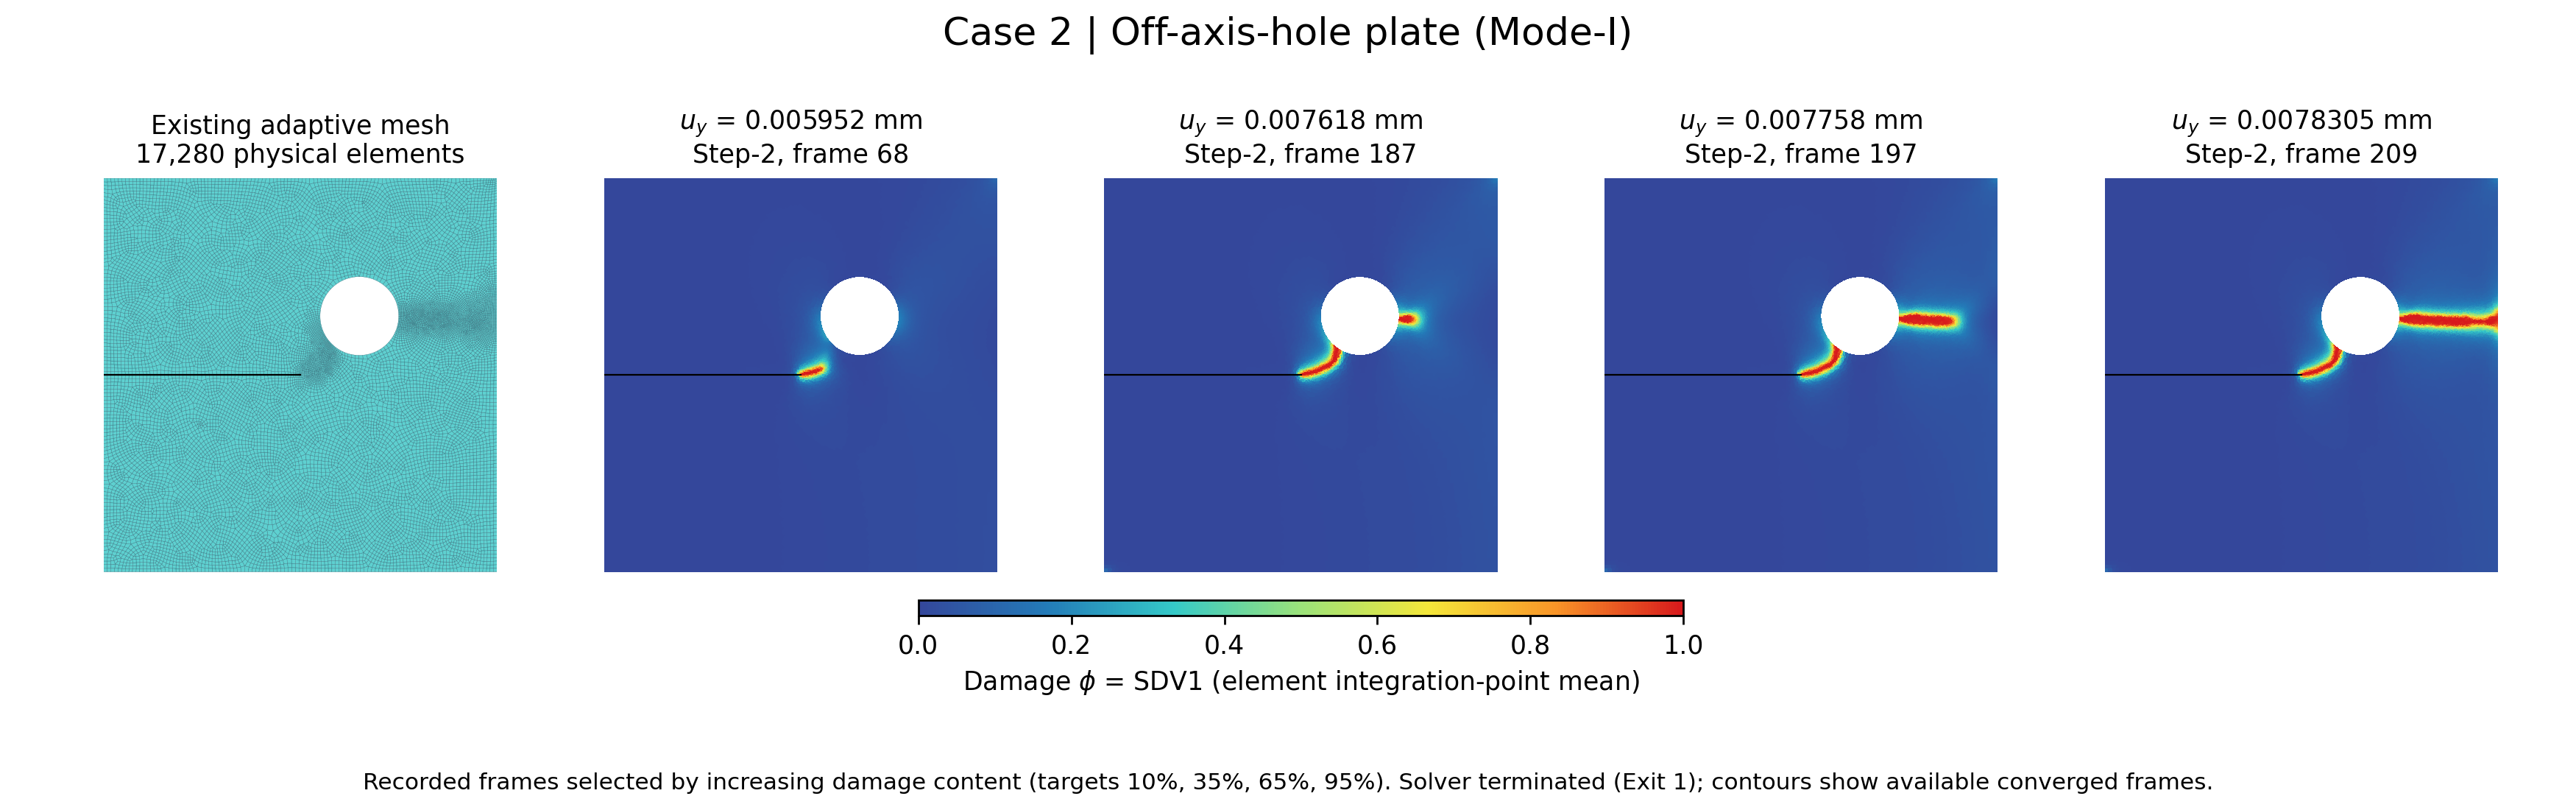 Case 2 | Off-axis-hole plate (Mode-I)
Existing adaptive mesh
17,280 physical elements
u_y = 0.005952 mm
Step-2, frame 68
u_y = 0.007618 mm
Step-2, frame 187
u_y = 0.007758 mm
Step-2, frame 197
u_y = 0.0078305 mm
Step-2, frame 209
0.0 0.2 0.4 0.6 0.8 1.0
Damage ϕ = SDV1 (element integration-point mean)
Recorded frames selected by increasing damage content (targets 10%, 35%, 65%, 95%). Solver terminated (Exit 1); contours show available converged frames.